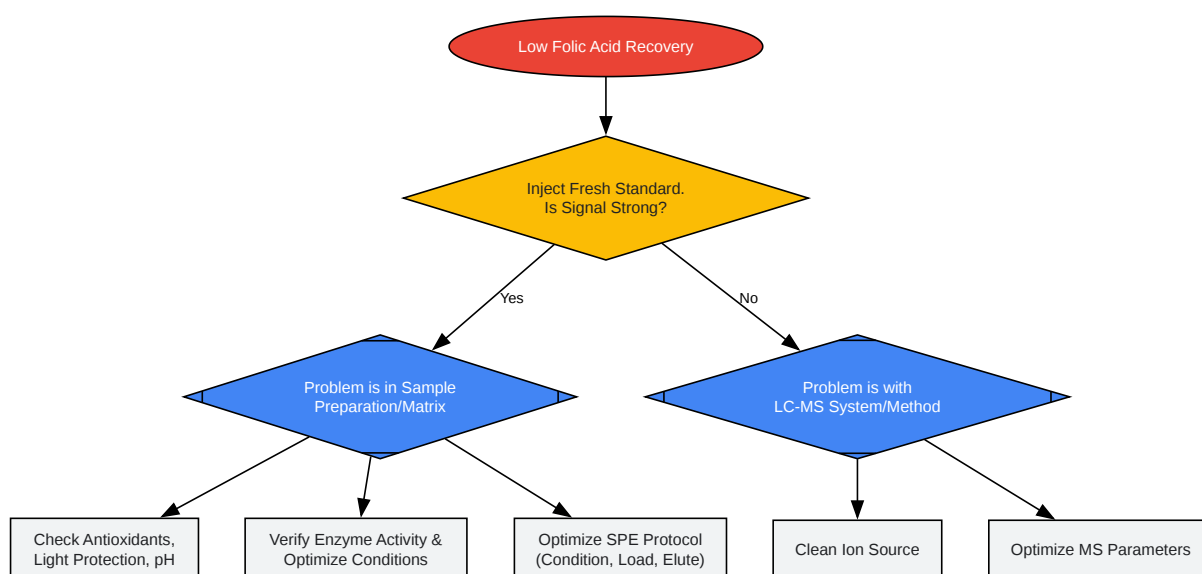 Low Folic Acid Recovery
Inject Fresh Standard.
Is Signal Strong?
Yes
No
Problem is in Sample
Preparation/Matrix
Problem is with
LC-MS System/Method
Check Antioxidants,
Light Protection, pH
Verify Enzyme Activity &
Optimize Conditions
Optimize SPE Protocol
(Condition, Load, Elute)
Clean Ion Source
Optimize MS Parameters